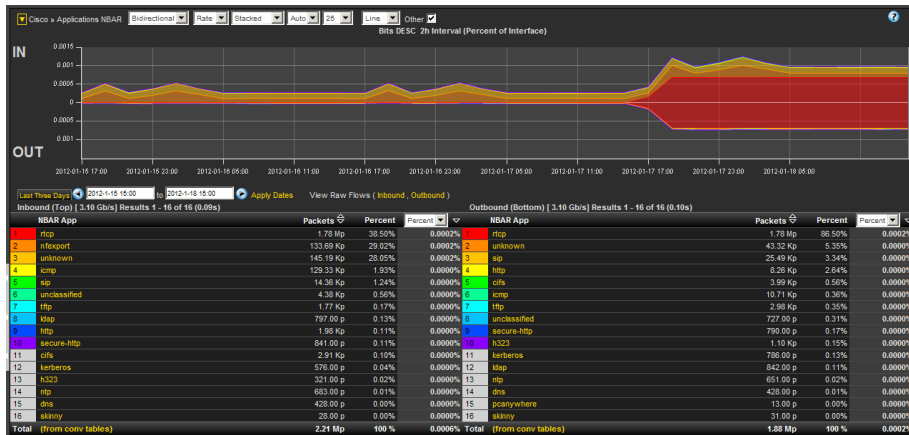 Cisco » Applications NBAR Bidirectional Rate Stacked Auto 25 Line Other
Bits DESC 2h Interval (Percent of Interface)
IN
0.0015
0.001
0.0005
0
0.0005
0.001
OUT
2012-01-15 17:00 2012-01-15 23:00 2012-01-16 05:00 2012-01-16 11:00 2012-01-16 17:00 2012-01-16 23:00 2012-01-17 05:00 2012-01-17 11:00 2012-01-17 17:00 2012-01-17 23:00 2012-01-18 05:00
Last Three Days 2012-1-15 15:00 to 2012-1-18 15:00 Apply Dates View Raw Flows ( Inbound , Outbound )
Inbound (Top) [ 3.10 Gb/s] Results 1 - 16 of 16 (0.09s) Outbound (Bottom) [ 3.10 Gb/s] Results 1 - 16 of 16 (0.10s)
NBAR App Packets Percent Percent NBAR App Packets Percent Percent
1 rtcp 1.78 Mp 38.50% 0.0002% 1 rtcp 1.78 Mp 86.50% 0.0002%
2 nfexport 133.69 Kp 29.02% 0.0002% 2 unknown 43.32 Kp 5.35% 0.0000%
3 unknown 145.19 Kp 28.05% 0.0002% 3 sip 25.49 Kp 3.34% 0.0000%
4 icmp 129.33 Kp 1.93% 0.0000% 4 http 8.26 Kp 2.64% 0.0000%
5 sip 14.36 Kp 1.24% 0.0000% 5 cifs 3.99 Kp 0.56% 0.0000%
6 unclassified 4.38 Kp 0.56% 0.0000% 6 icmp 10.71 Kp 0.36% 0.0000%
7 tftp 1.77 Kp 0.17% 0.0000% 7 tftp 2.98 Kp 0.35% 0.0000%
8 ldap 797.00 p 0.13% 0.0000% 8 unclassified 727.00 p 0.31% 0.0000%
9 http 1.98 Kp 0.11% 0.0000% 9 secure-http 790.00 p 0.17% 0.0000%
10 secure-http 841.00 p 0.11% 0.0000% 10 h323 1.10 Kp 0.15% 0.0000%
11 cifs 2.91 Kp 0.10% 0.0000% 11 kerberos 786.00 p 0.13% 0.0000%
12 kerberos 576.00 p 0.04% 0.0000% 12 ldap 842.00 p 0.11% 0.0000%
13 h323 321.00 p 0.02% 0.0000% 13 ntp 651.00 p 0.02% 0.0000%
14 ntp 683.00 p 0.01% 0.0000% 14 dns 428.00 p 0.01% 0.0000%
15 dns 428.00 p 0.00% 0.0000% 15 pcanywhere 13.00 p 0.00% 0.0000%
16 skinny 28.00 p 0.00% 0.0000% 16 skinny 31.00 p 0.00% 0.0000%
Total (from conv tables) 2.21 Mp 100 % 0.0006% Total (from conv tables) 1.88 Mp 100 % 0.0002%